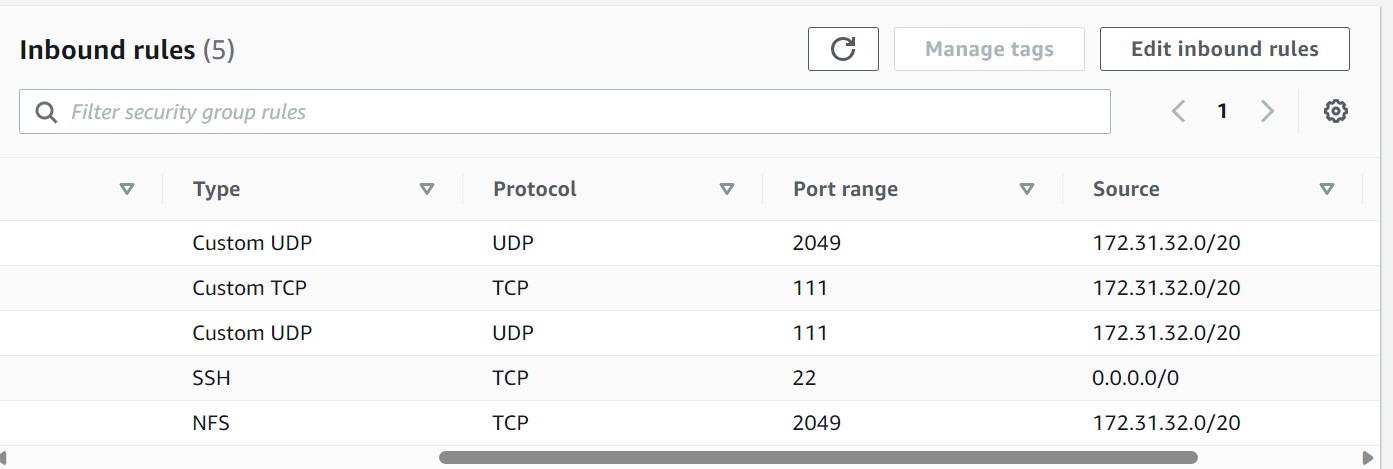 Inbound rules (5)
Manage tags
Edit inbound rules
Filter security group rules
1
Type Protocol Port range Source
Custom UDP UDP 2049 172.31.32.0/20
Custom TCP TCP 111 172.31.32.0/20
Custom UDP UDP 111 172.31.32.0/20
SSH TCP 22 0.0.0.0/0
NFS TCP 2049 172.31.32.0/20